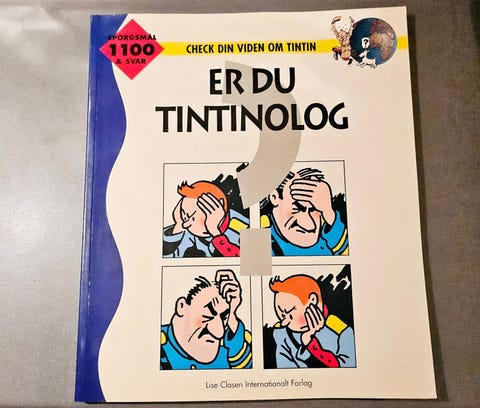 SPØRGSMÅL
1100
& SVAR
CHECK DIN VIDEN OM TINTIN
?
ER DU
TINTINOLOG
?
Lise Clasen Internationalt Forlag